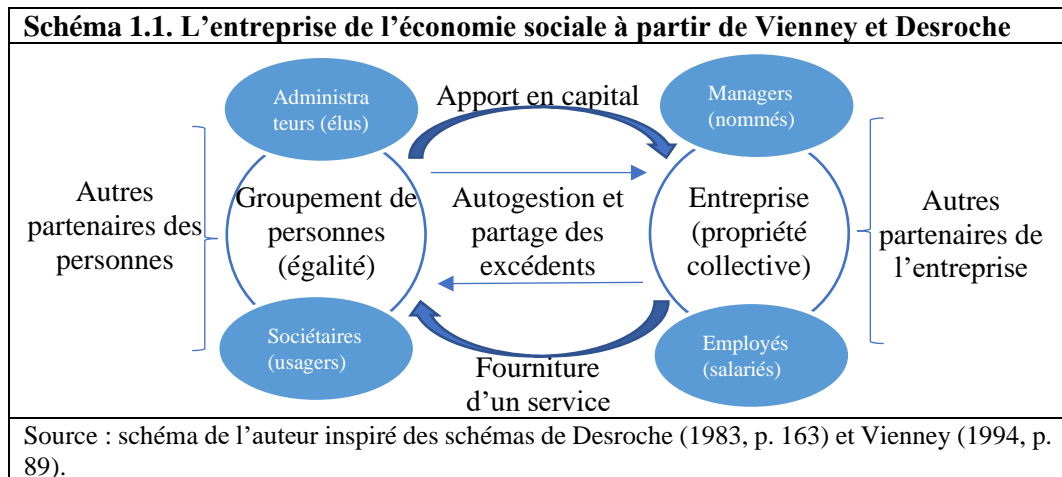 Schéma 1.1. L’entreprise de l’économie sociale à partir de Vienney et Desroche
Administra
teurs (élus)
Apport en capital
Managers
(nommés)
Autres
partenaires des
personnes
Groupement de
personnes
(égalité)
Autogestion et
partage des
excédents
Entreprise
(propriété
collective)
Autres
partenaires de
l’entreprise
Sociétaires
(usagers)
Fourniture
d’un service
Employés
(salariés)
Source : schéma de l’auteur inspiré des schémas de Desroche (1983, p. 163) et Vienney (1994, p.
89).